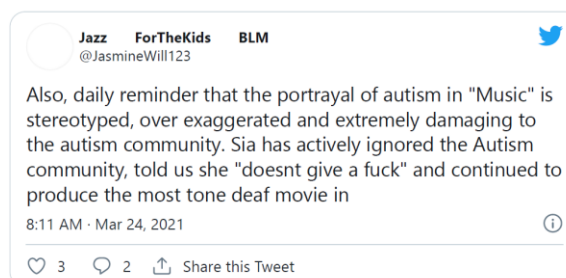 Jazz ForTheKids BLM
@JasmineWill123
Also, daily reminder that the portrayal of autism in "Music" is
stereotyped, over exaggerated and extremely damaging to
the autism community. Sia has actively ignored the Autism
community, told us she "doesnt give a fuck" and continued to
produce the most tone deaf movie in
8:11 AM · Mar 24, 2021
3 2 Share this Tweet